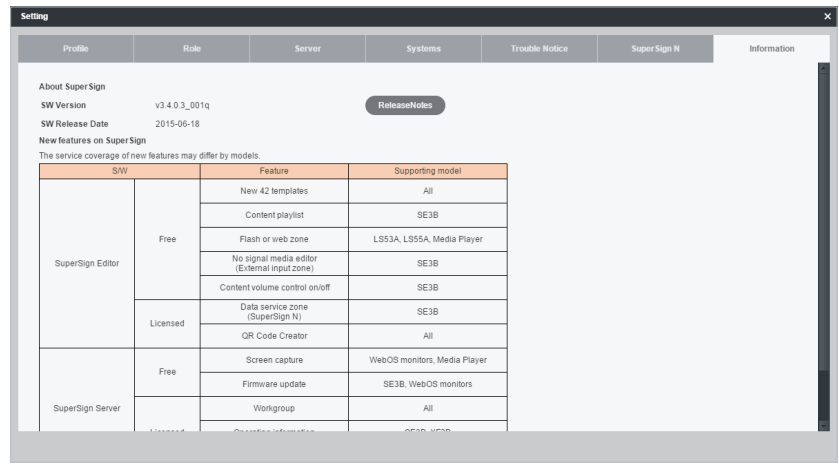 Setting
Profile Role Server Systems Trouble Notice SuperSign N Information
About SuperSign
SW Version v3.4.0.3_001q ReleaseNotes
SW Release Date 2015-06-18
New features on SuperSign
The service coverage of new features may differ by models.
S/W Feature Supporting model
SuperSign Editor Free New 42 templates All
Content playlist SE3B
Flash or web zone LS53A, LS55A, Media Player
No signal media editor
(External input zone) SE3B
Content volume control on/off SE3B
Licensed Data service zone
(SuperSign N) SE3B
QR Code Creator All
SuperSign Server Free Screen capture WebOS monitors, Media Player
Firmware update SE3B, WebOS monitors
Workgroup All